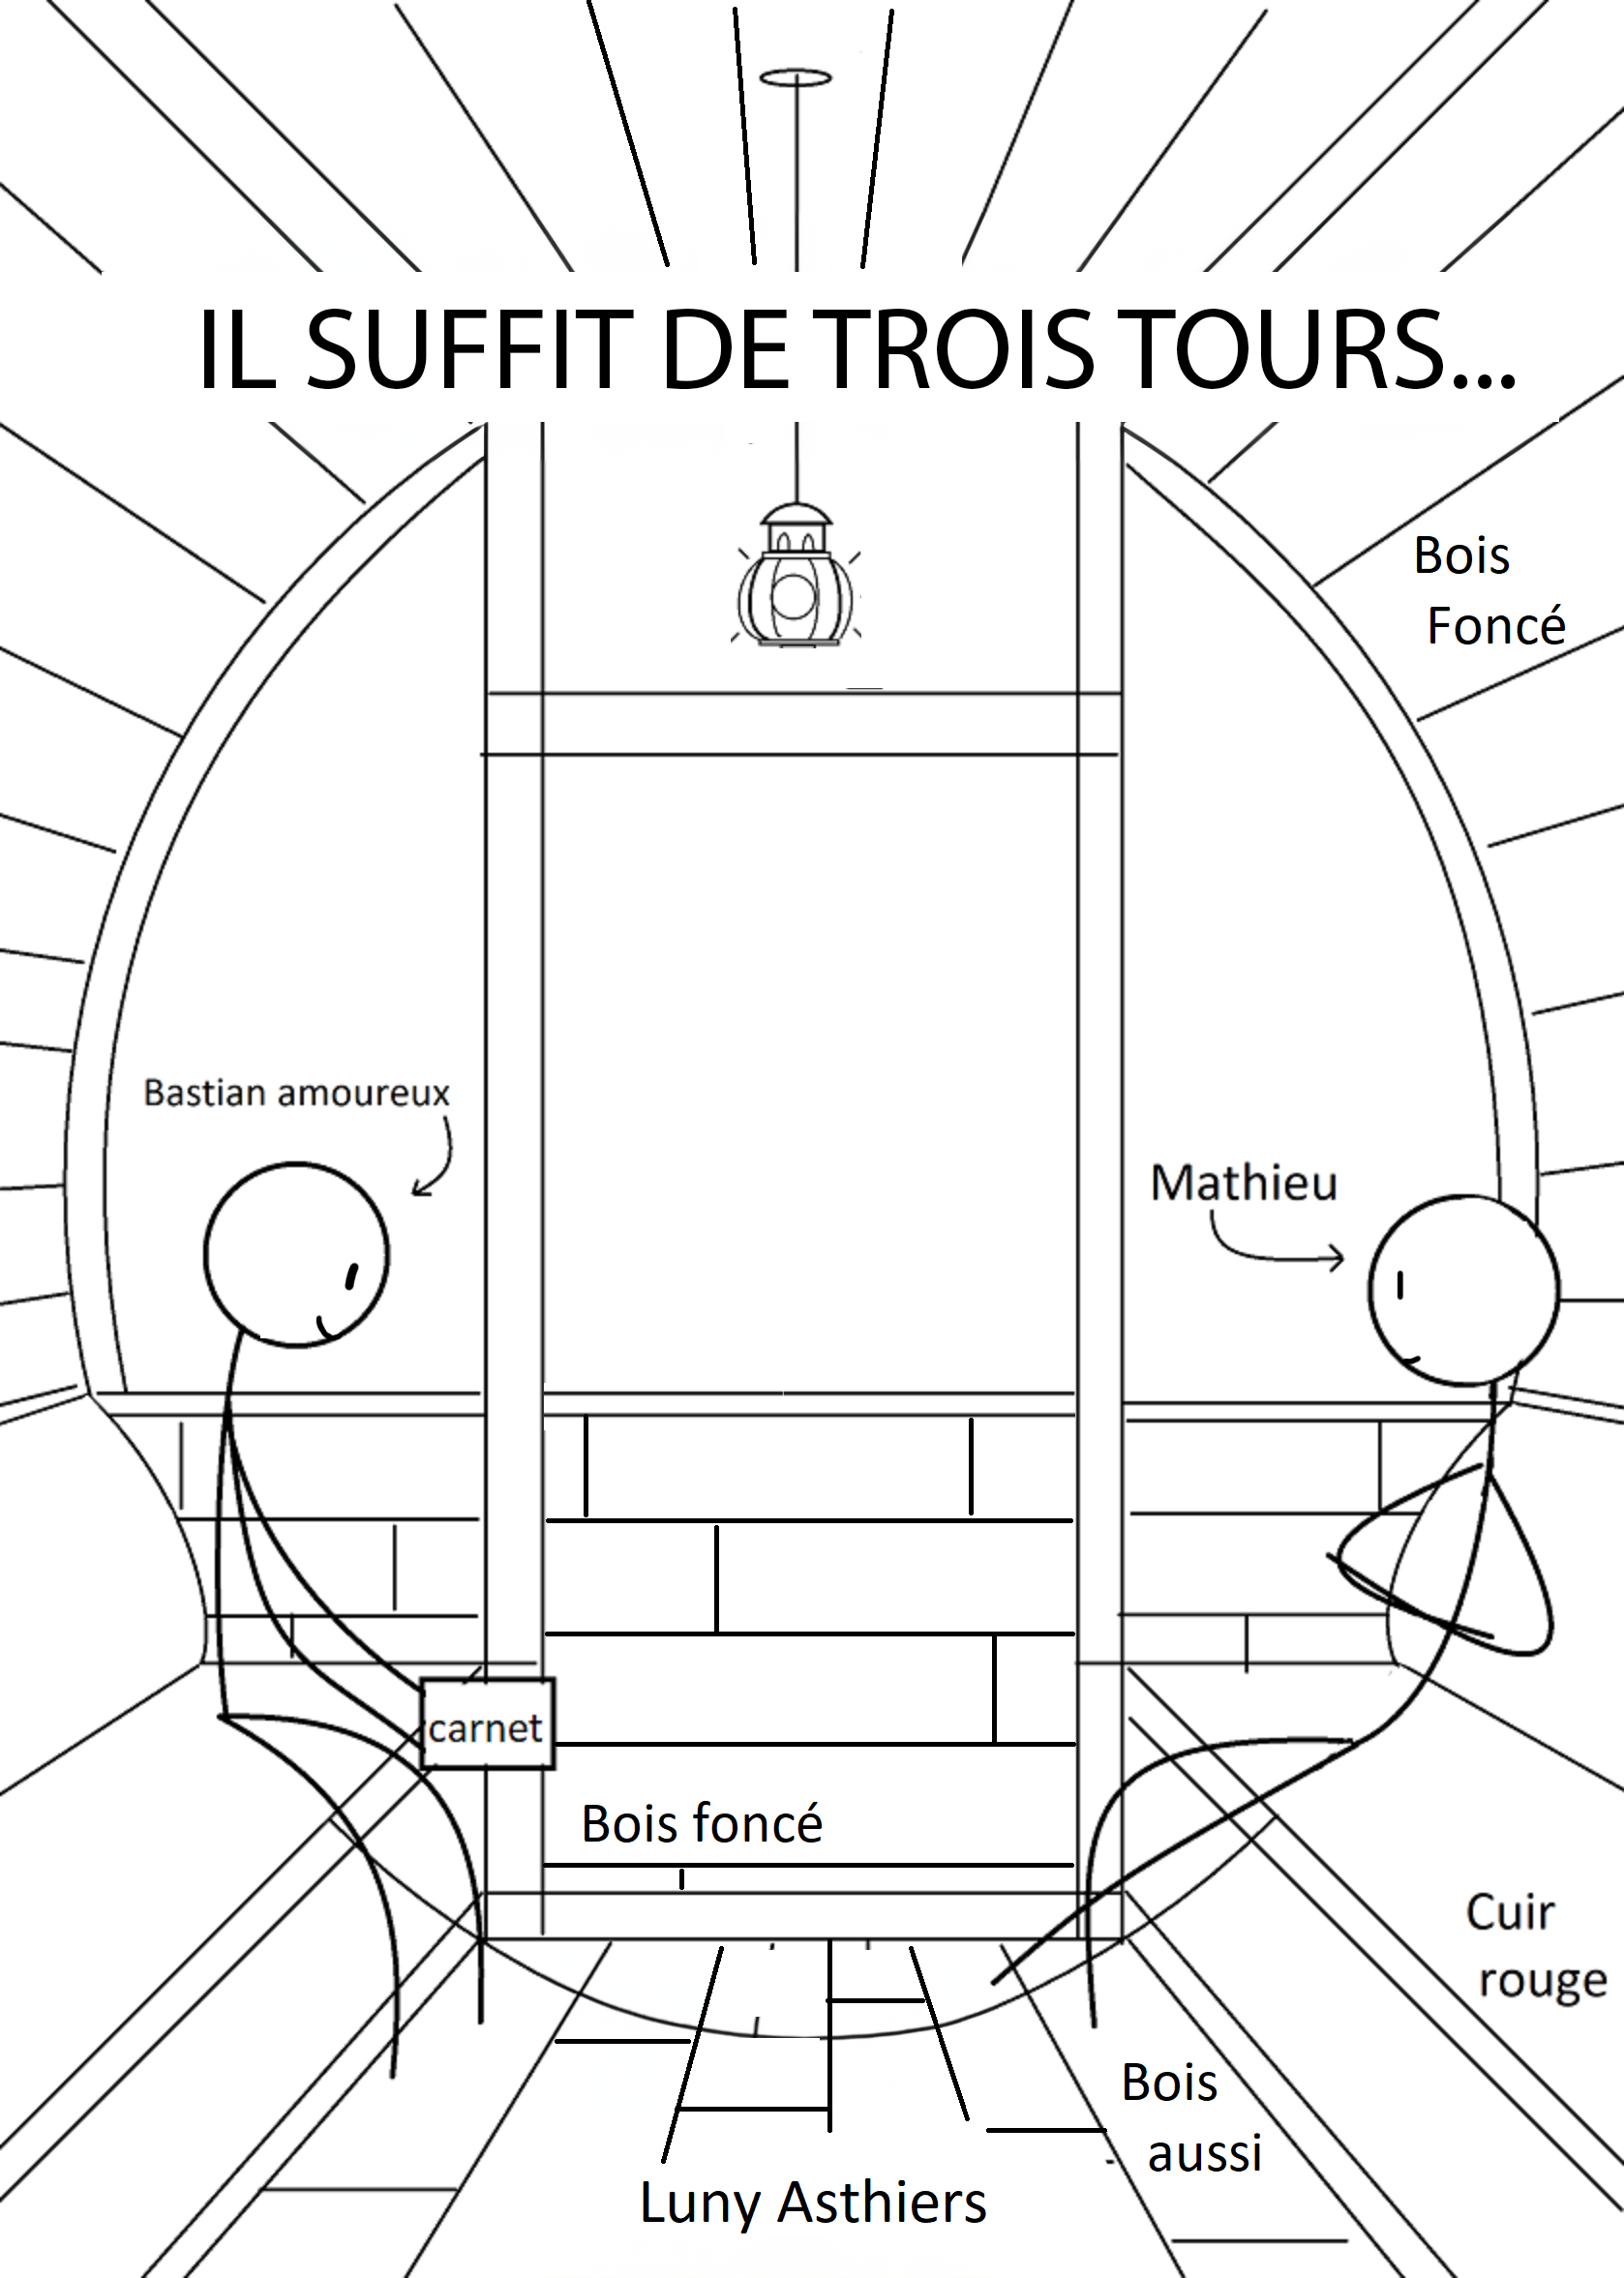 IL SUFFIT DE TROIS TOURS...
Bois
Foncé
Bastian amoureux
Mathieu
carnet
Bois foncé
Cuir
rouge
Bois
aussi
Luny Asthiers